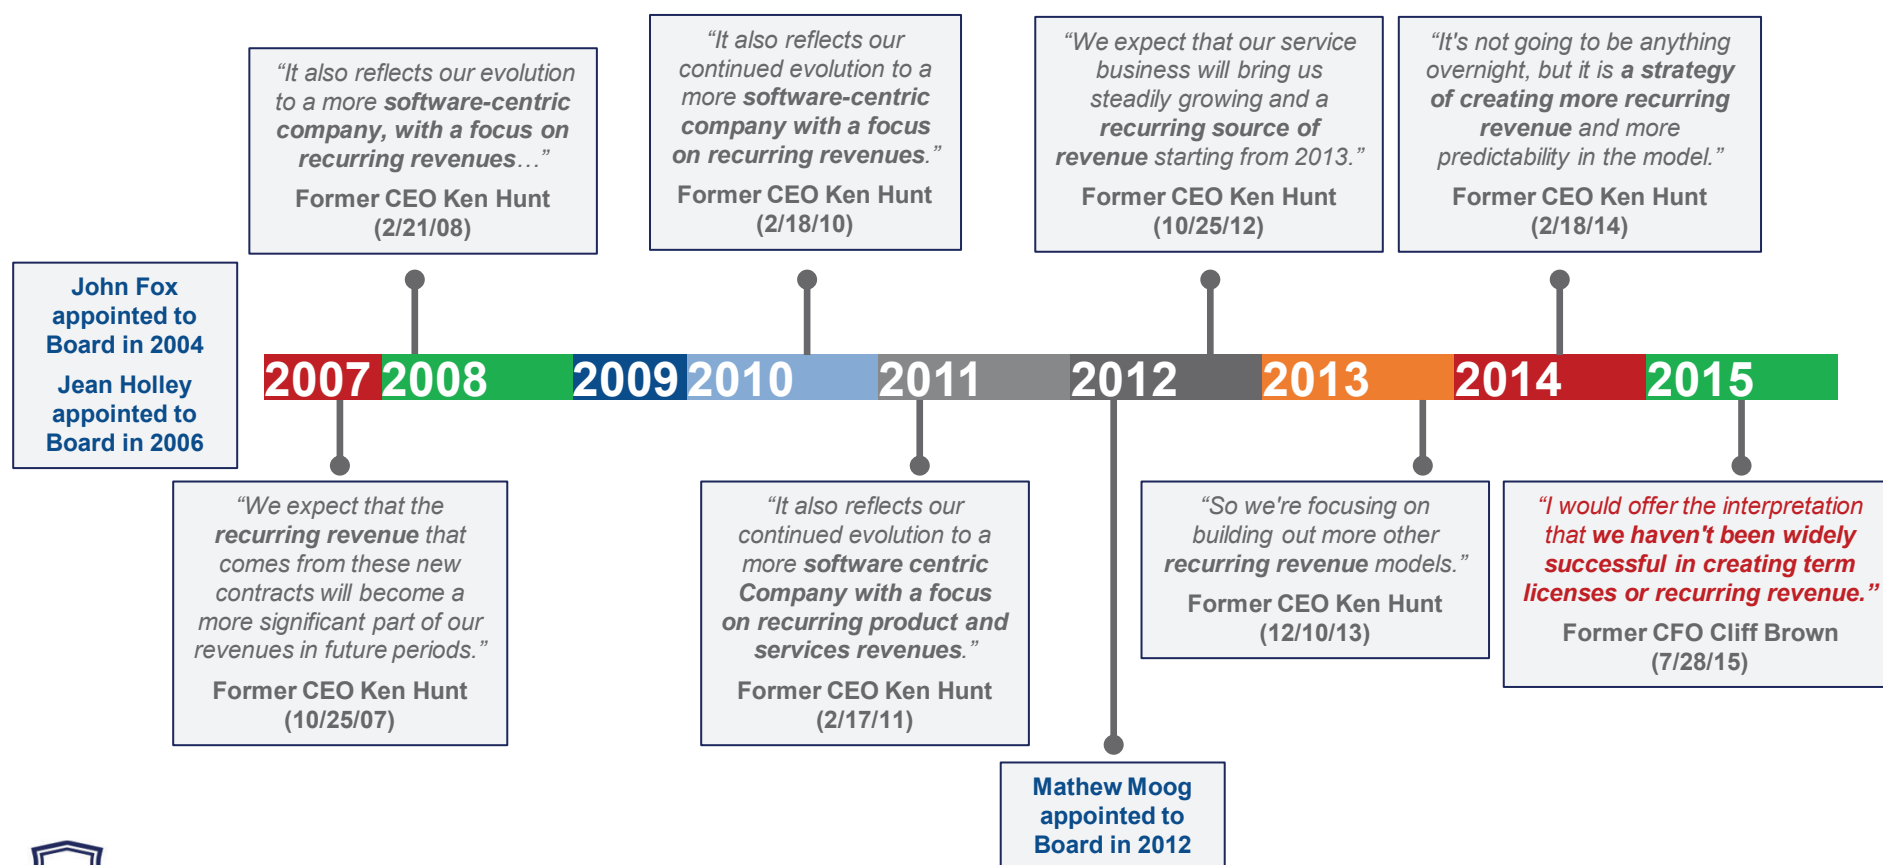 “It also reflects our evolution
to a more software-centric
company, with a focus on
recurring revenues…”
Former CEO Ken Hunt
(2/21/08)
“It also reflects our
continued evolution to a
more software-centric
company with a focus
on recurring revenues.”
Former CEO Ken Hunt
(2/18/10)
“We expect that our service
business will bring us
steadily growing and a
recurring source of
revenue starting from 2013.”
Former CEO Ken Hunt
(10/25/12)
“It's not going to be anything
overnight, but it is a strategy
of creating more recurring
revenue and more
predictability in the model.”
Former CEO Ken Hunt
(2/18/14)
John Fox
appointed to
Board in 2004
Jean Holley
appointed to
Board in 2006
2007 2008 2009 2010 2011 2012 2013 2014 2015
“We expect that the
recurring revenue that
comes from these new
contracts will become a
more significant part of our
revenues in future periods.”
Former CEO Ken Hunt
(10/25/07)
“It also reflects our
continued evolution to a
more software centric
Company with a focus
on recurring product and
services revenues.”
Former CEO Ken Hunt
(2/17/11)
“So we're focusing on
building out more other
recurring revenue models.”
Former CEO Ken Hunt
(12/10/13)
“I would offer the interpretation
that we haven't been widely
successful in creating term
licenses or recurring revenue.”
Former CFO Cliff Brown
(7/28/15)
Mathew Moog
appointed to
Board in 2012